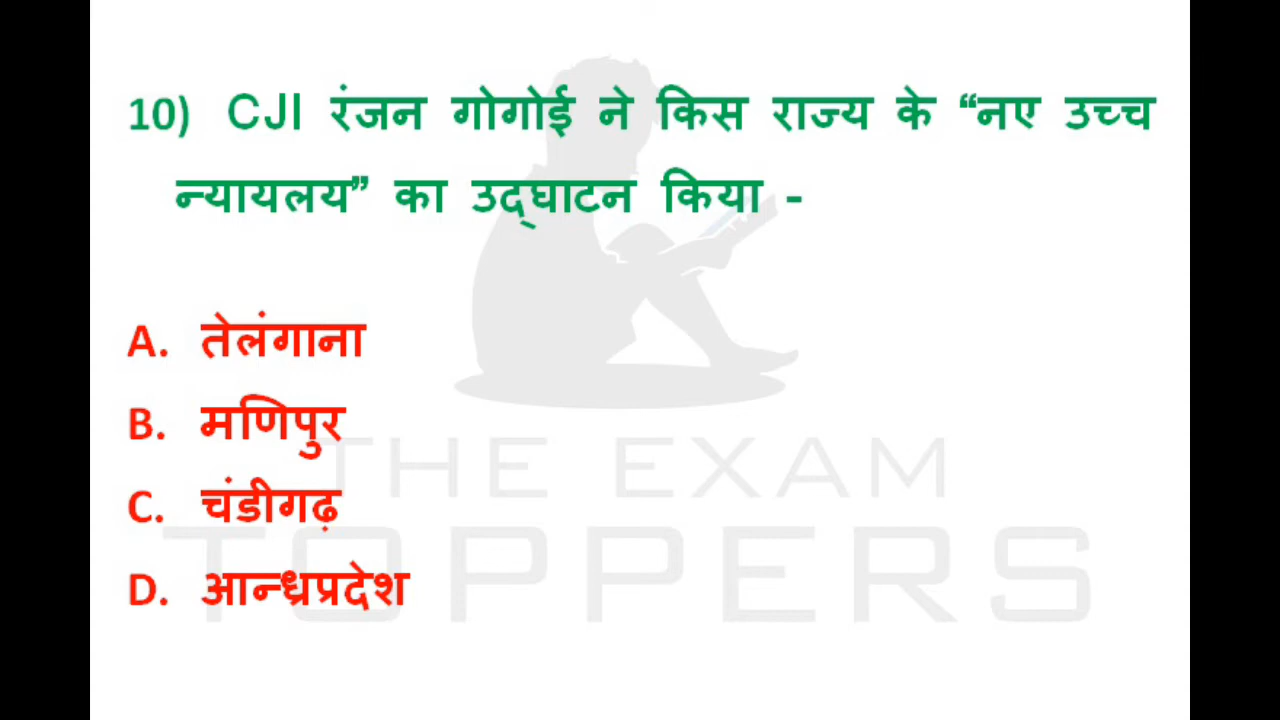 10) CJI रंजन गोगोई ने किस राज्य के “नए उच्च
न्यायलय” का उद्घाटन किया -
A. तेलंगाना
B. मणिपुर
C. चंडीगढ़
D. आन्ध्रप्रदेश
THE EXAM
TOPPERS